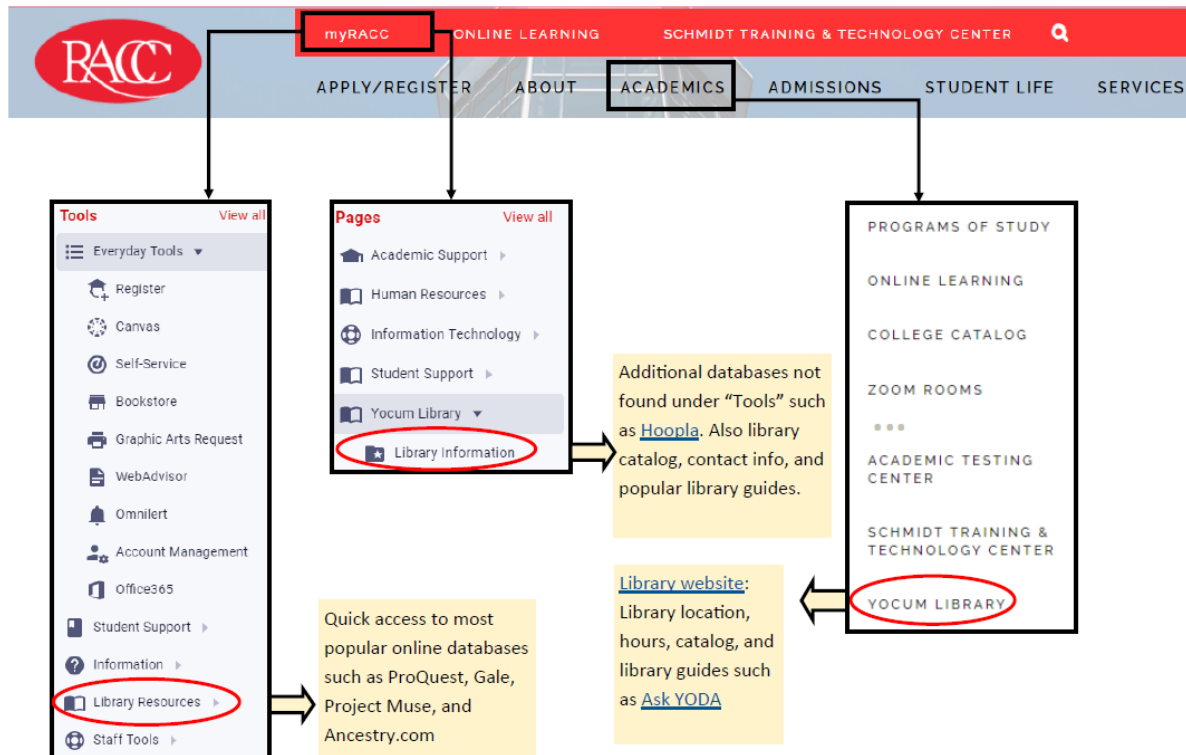 RACC
myRACC ONLINE LEARNING SCHMIDT TRAINING & TECHNOLOGY CENTER
APPLY/REGISTER ABOUT ACADEMICS ADMISSIONS STUDENT LIFE SERVICES
Tools View all
Everyday Tools
Register
Canvas
Self-Service
Bookstore
Graphic Arts Request
WebAdvisor
Omnilert
Account Management
Office365
Student Support
Information
Library Resources
Staff Tools
Quick access to most
popular online databases
such as ProQuest, Gale,
Project Muse, and
Ancestry.com
Pages View all
Academic Support
Human Resources
Information Technology
Student Support
Yocum Library
Library Information
Additional databases not
found under “Tools” such
as Hoopla. Also library
catalog, contact info, and
popular library guides.
PROGRAMS OF STUDY
ONLINE LEARNING
COLLEGE CATALOG
ZOOM ROOMS
ACADEMIC TESTING
CENTER
SCHMIDT TRAINING &
TECHNOLOGY CENTER
YOCUM LIBRARY
Library website:
Library location,
hours, catalog, and
library guides such
as Ask YODA